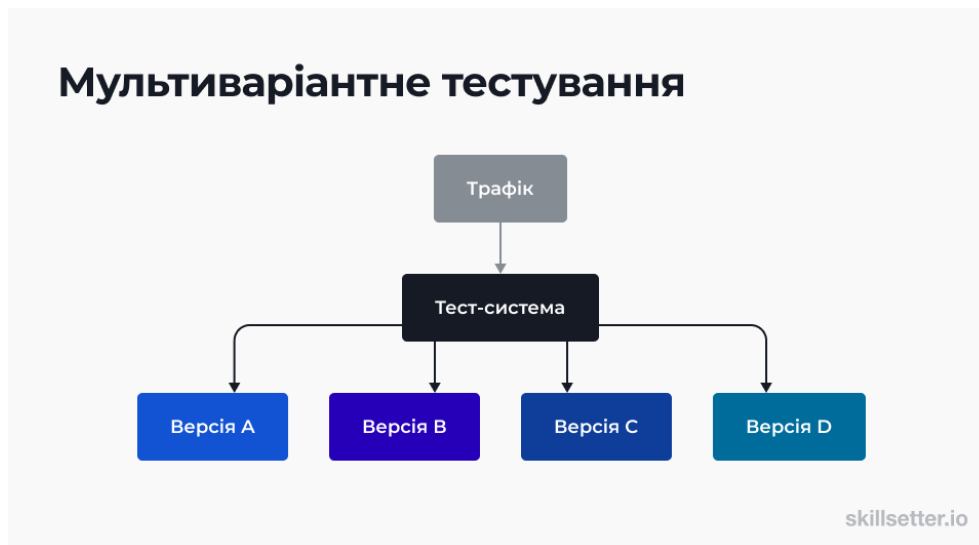 Мультиваріантне тестування
Трафік
Тест-система
Версія A
Версія B
Версія C
Версія D
skillsetter.io